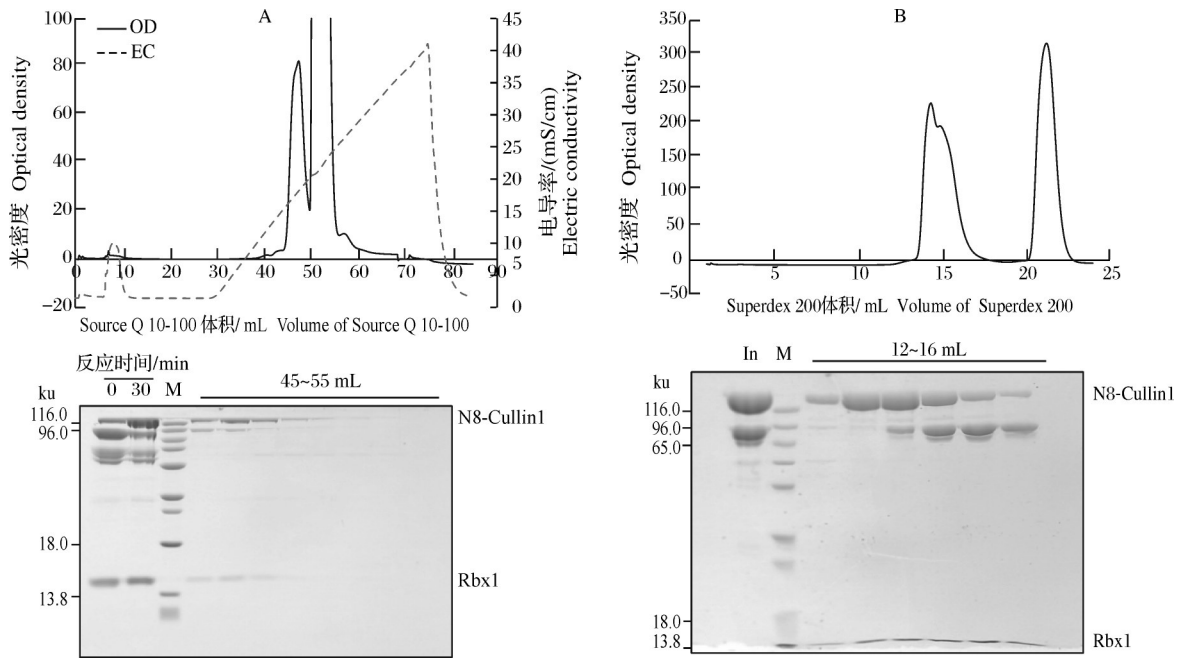 A
OD
EC
100
80
60
40
20
0
−20
光密度 Optical density
45
40
35
30
25
20
15
10
5
0
电导率/(mS/cm)
Electric conductivity
0 10 20 30 40 50 60 70 80 90
Source Q 10-100 体积/ mL Volume of Source Q 10-100
反应时间/min
0 30 M 45~55 mL
ku
116.0
96.0
18.0
13.8
N8-Cullin1
Rbx1
B
350
300
250
200
150
100
50
0
−50
光密度 Optical density
5 10 15 20 25
Superdex 200体积/ mL Volume of Superdex 200
In M 12~16 mL
ku
116.0
96.0
65.0
18.0
13.8
N8-Cullin1
Rbx1